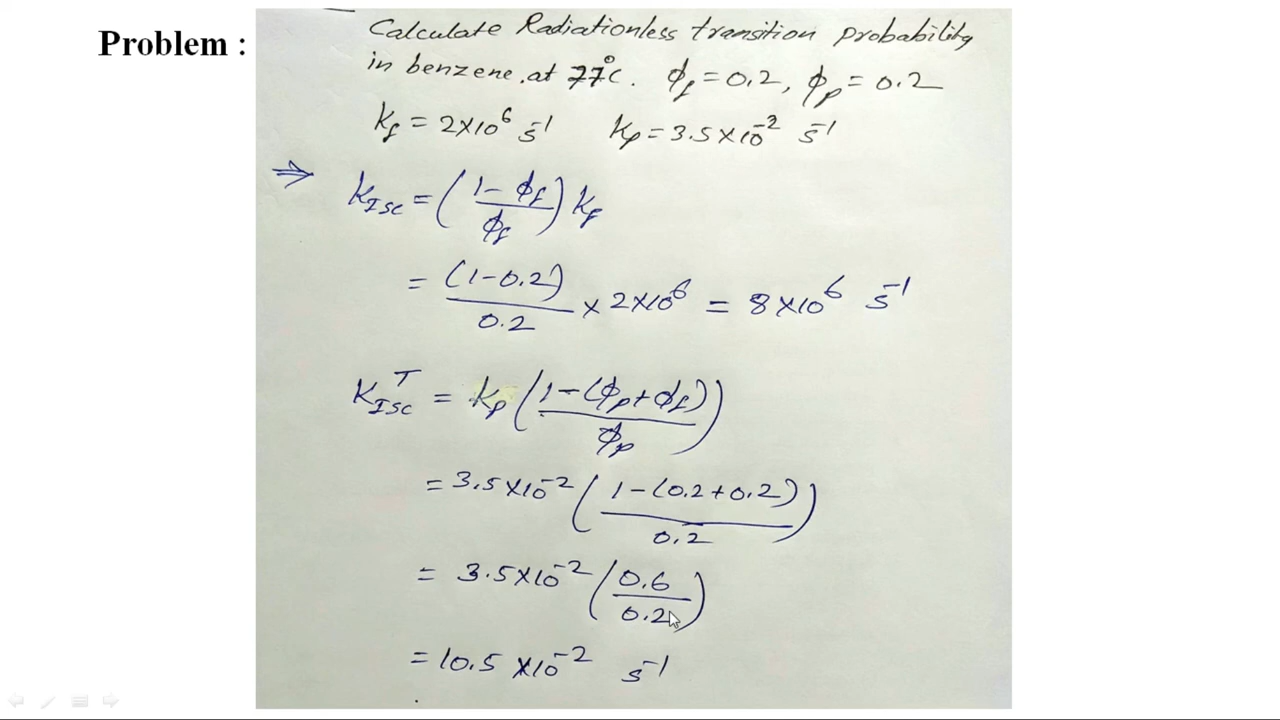 Problem :
Calculate Radiationless transition probability
in benzene. at 77°C. ϕf = 0.2, ϕp = 0.2
Kf = 2×10⁶ s⁻¹ Kp = 3.5×10⁻² s⁻¹
⇒ KISC = (1 - ϕf / ϕf) Kf
= (1-0.2) / 0.2 × 2×10⁶ = 8×10⁶ s⁻¹
KISCᵀ = Kp (1-(ϕp+ϕf) / ϕp)
= 3.5×10⁻² (1-(0.2+0.2) / 0.2)
= 3.5×10⁻² (0.6 / 0.2)
= 10.5×10⁻² s⁻¹